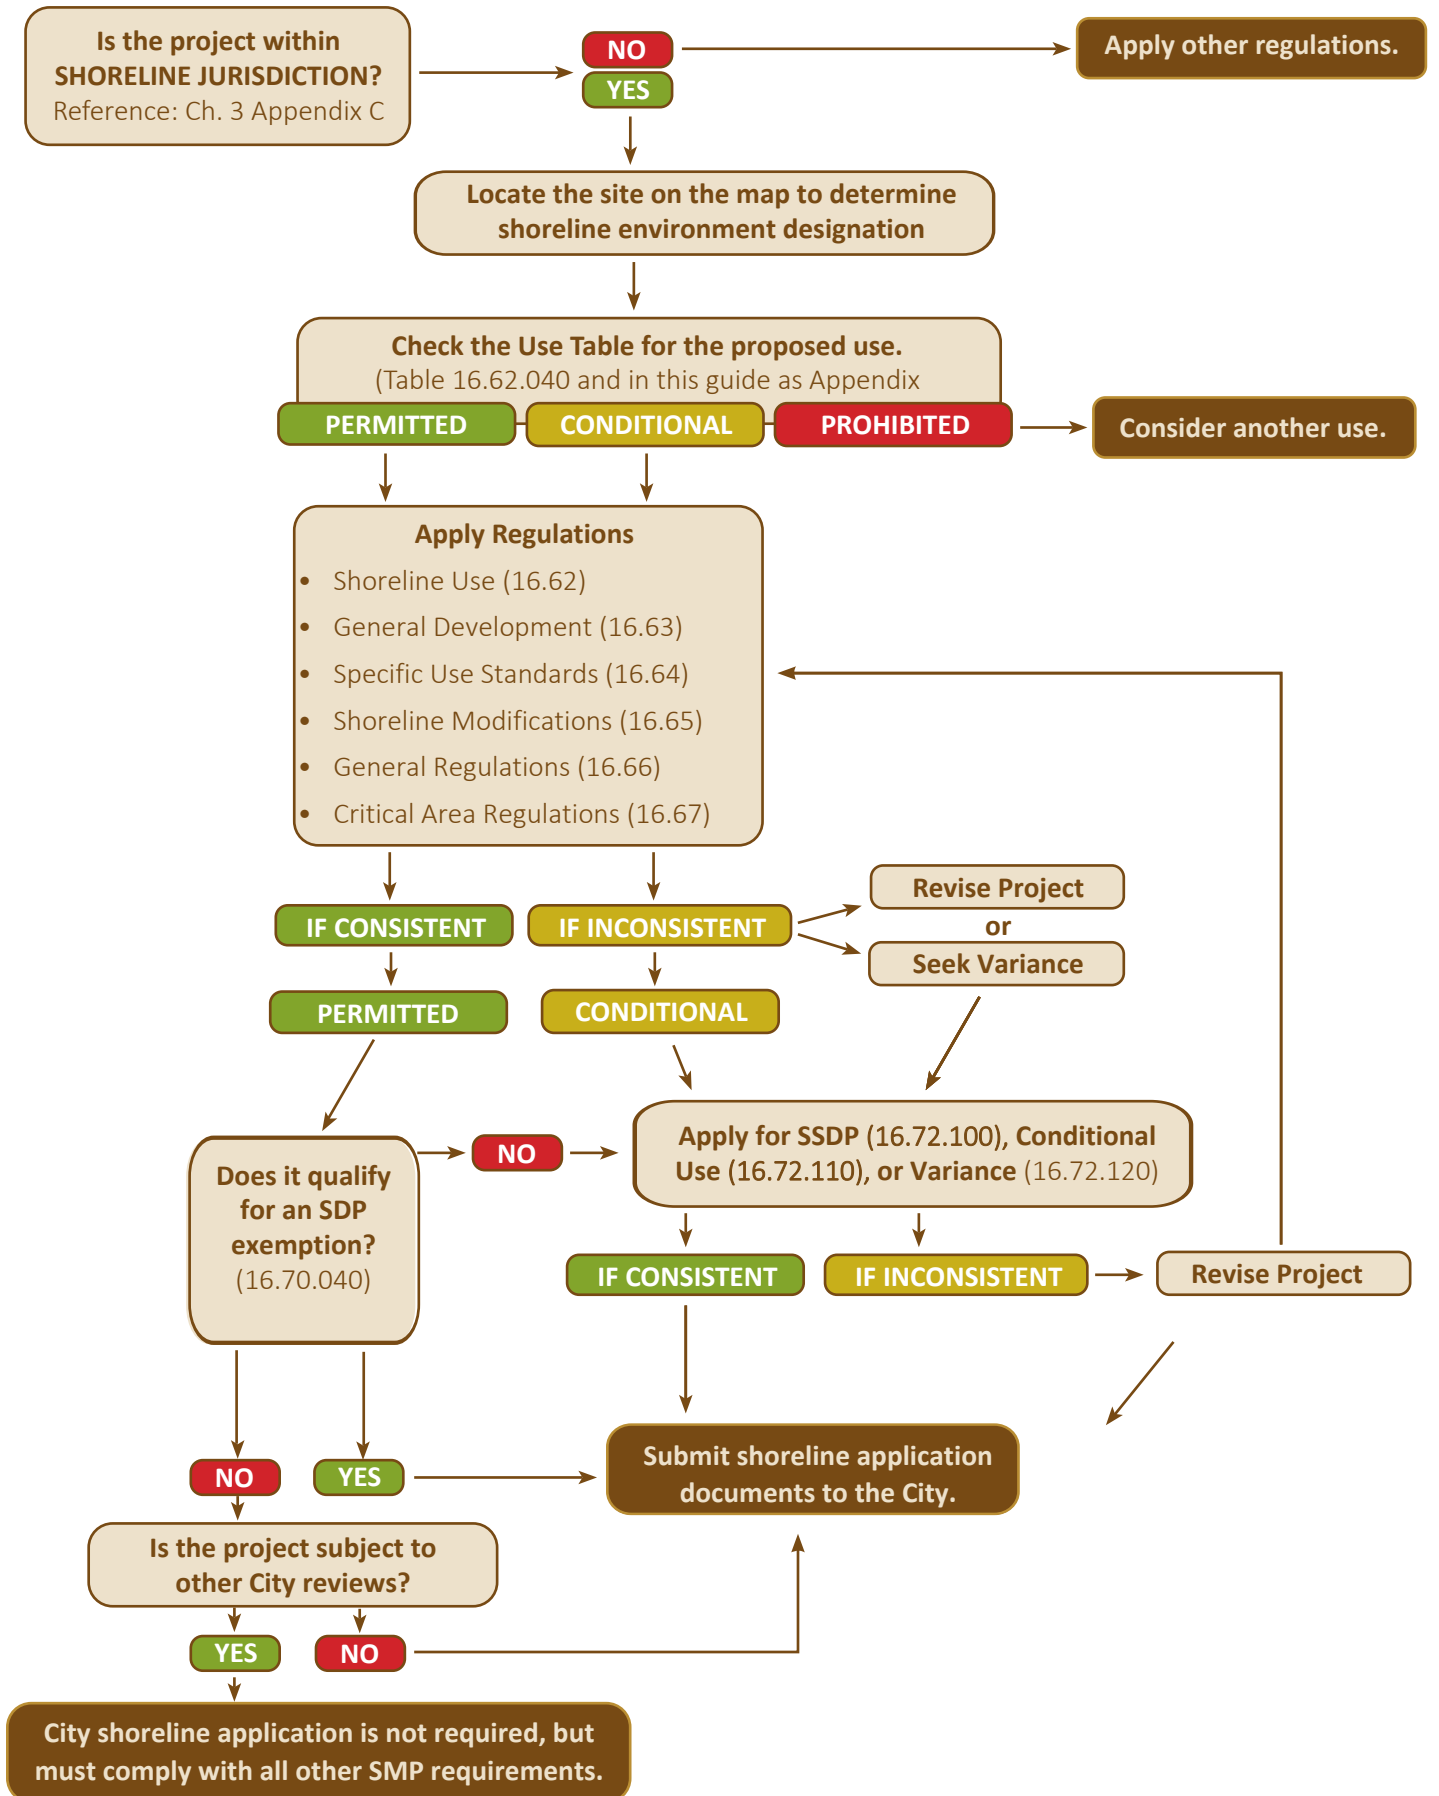 Is the project within
SHORELINE JURISDICTION?
Reference: Ch. 3 Appendix C
NO
YES
Apply other regulations.
Locate the site on the map to determine
shoreline environment designation
Check the Use Table for the proposed use.
(Table 16.62.040 and in this guide as Appendix
PERMITTED
CONDITIONAL
PROHIBITED
Consider another use.
Apply Regulations
• Shoreline Use (16.62)
• General Development (16.63)
• Specific Use Standards (16.64)
• Shoreline Modifications (16.65)
• General Regulations (16.66)
• Critical Area Regulations (16.67)
IF CONSISTENT
IF INCONSISTENT
Revise Project
or
Seek Variance
PERMITTED
CONDITIONAL
Does it qualify
for an SDP
exemption?
(16.70.040)
NO
Apply for SSDP (16.72.100), Conditional
Use (16.72.110), or Variance (16.72.120)
IF CONSISTENT
IF INCONSISTENT
Revise Project
NO
YES
Submit shoreline application
documents to the City.
Is the project subject to
other City reviews?
YES
NO
City shoreline application is not required, but
must comply with all other SMP requirements.